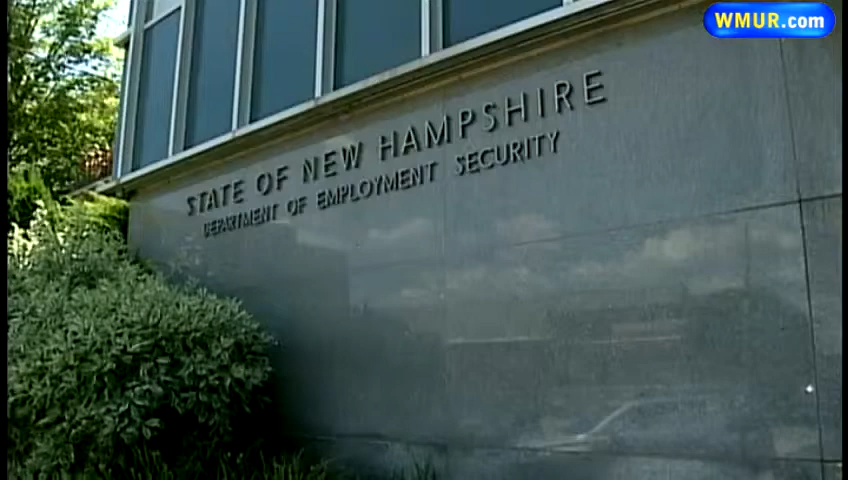 WMUR.com
STATE OF NEW HAMPSHIRE
DEPARTMENT OF EMPLOYMENT SECURITY